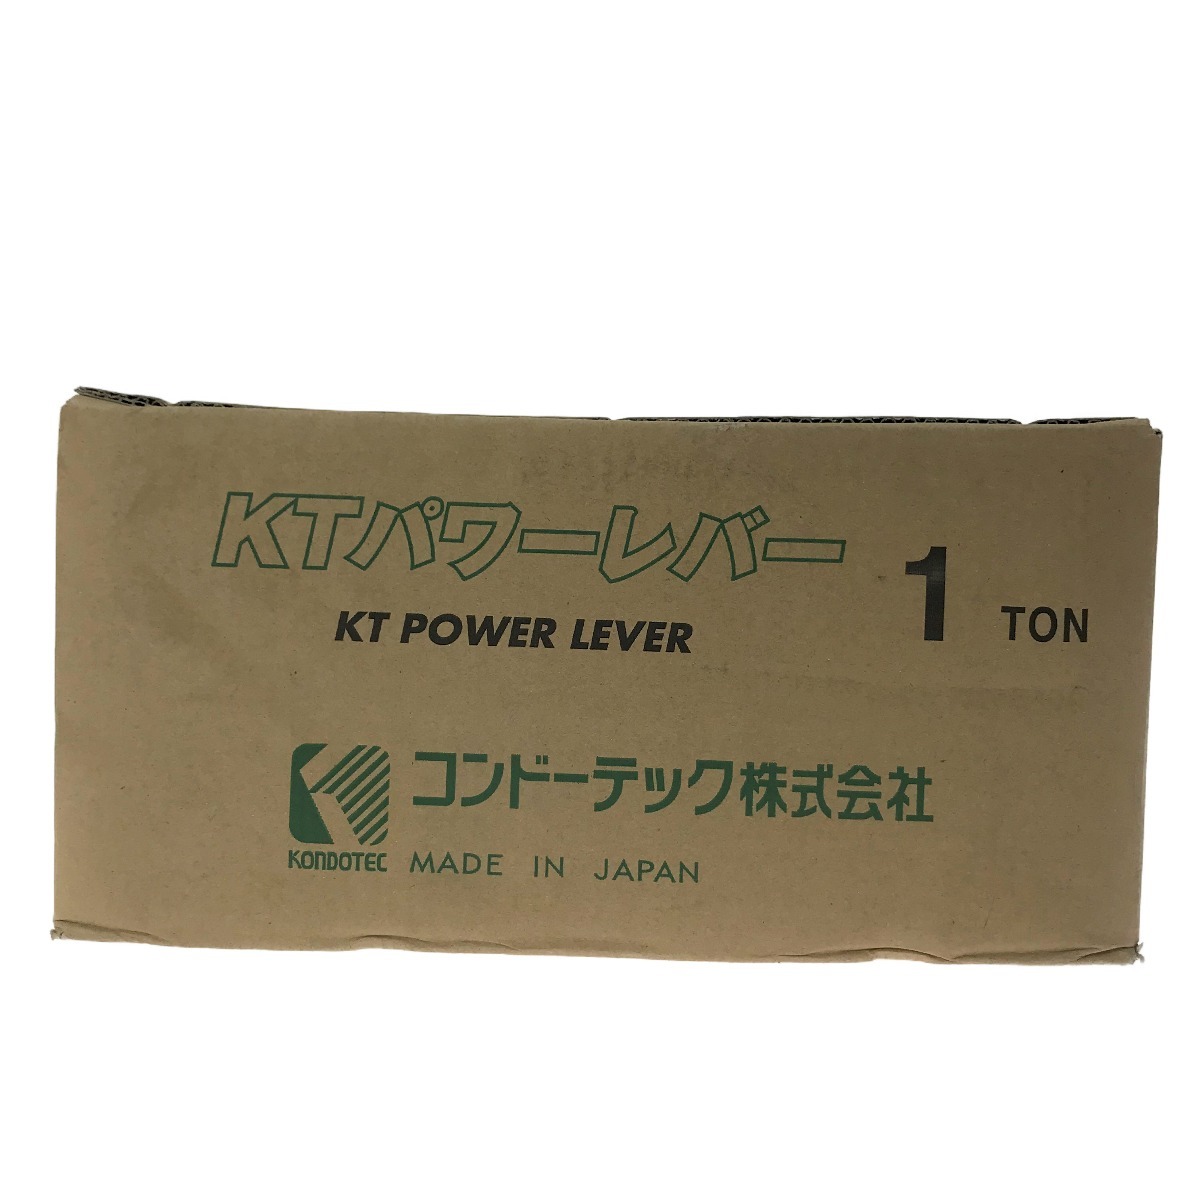 KTパワーレバー
KT POWER LEVER
1 TON
コンドーテック株式会社
KONDOTEC MADE IN JAPAN